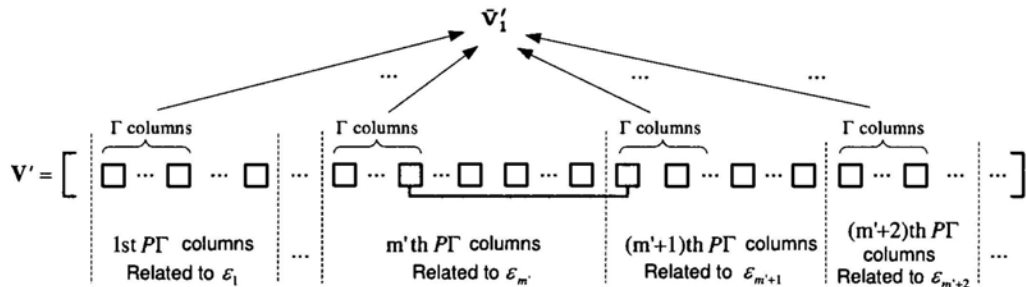 v̄′₁
... ... ...
Γ columns Γ columns Γ columns Γ columns
V′ = [ ... ... ... ... ... ... ... ... ... ... ... ]
1st PΓ columns
Related to ε₁
...
m'th PΓ columns
Related to εₘ'
(m'+1)th PΓ columns
Related to εₘ'₊₁
(m'+2)th PΓ
columns
Related to εₘ'₊₂
...